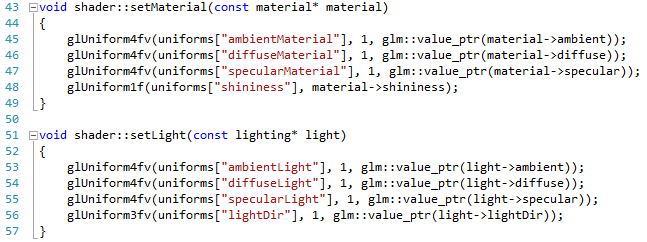 43 void shader::setMaterial(const material* material)
44 {
45 glUniform4fv(uniforms["ambientMaterial"], 1, glm::value_ptr(material->ambient));
46 glUniform4fv(uniforms["diffuseMaterial"], 1, glm::value_ptr(material->diffuse));
47 glUniform4fv(uniforms["specularMaterial"], 1, glm::value_ptr(material->specular));
48 glUniform1f(uniforms["shininess"], material->shininess);
49 }
50
51 void shader::setLight(const lighting* light)
52 {
53 glUniform4fv(uniforms["ambientLight"], 1, glm::value_ptr(light->ambient));
54 glUniform4fv(uniforms["diffuseLight"], 1, glm::value_ptr(light->diffuse));
55 glUniform4fv(uniforms["specularLight"], 1, glm::value_ptr(light->specular));
56 glUniform3fv(uniforms["lightDir"], 1, glm::value_ptr(light->lightDir));
57 }